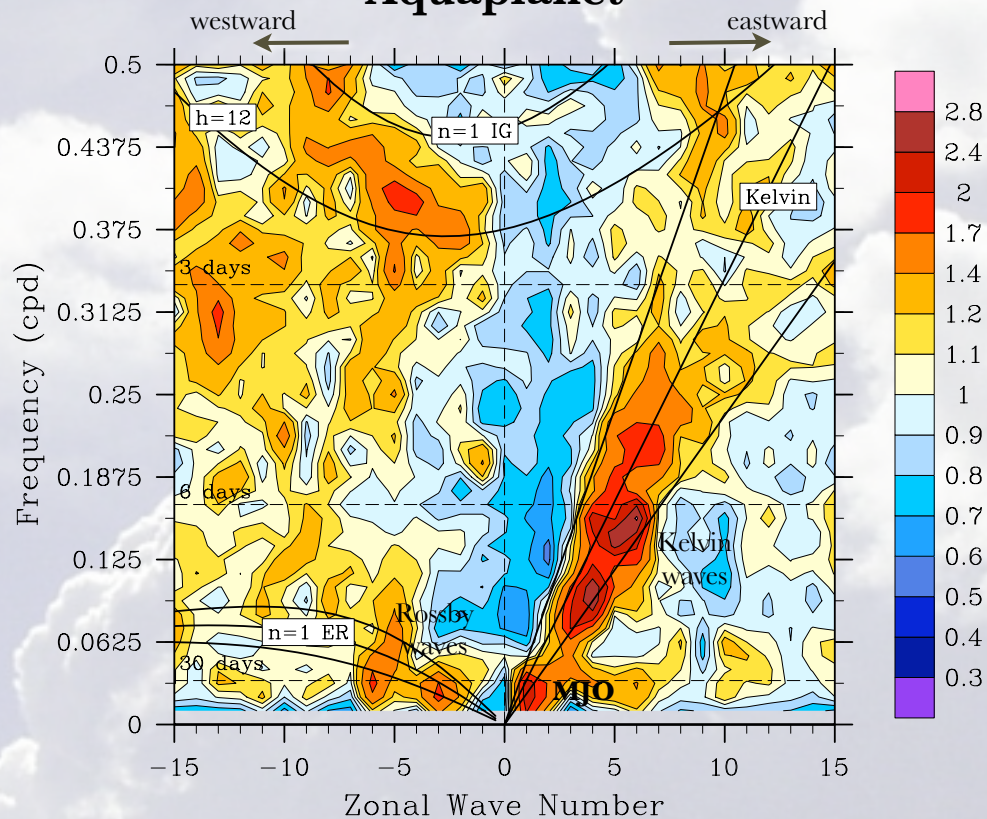 Aquaplanet
westward
eastward
0.5
0.4375
0.375
0.3125
0.25
0.1875
0.125
0.0625
0
Frequency (cpd)
h=12
n=1 IG
Kelvin
3 days
6 days
Kelvin
waves
Rossby
waves
n=1 ER
30 days
MJO
-15 -10 -5 0 5 10 15
Zonal Wave Number
2.8
2.4
2
1.7
1.4
1.2
1.1
1
0.9
0.8
0.7
0.6
0.5
0.4
0.3